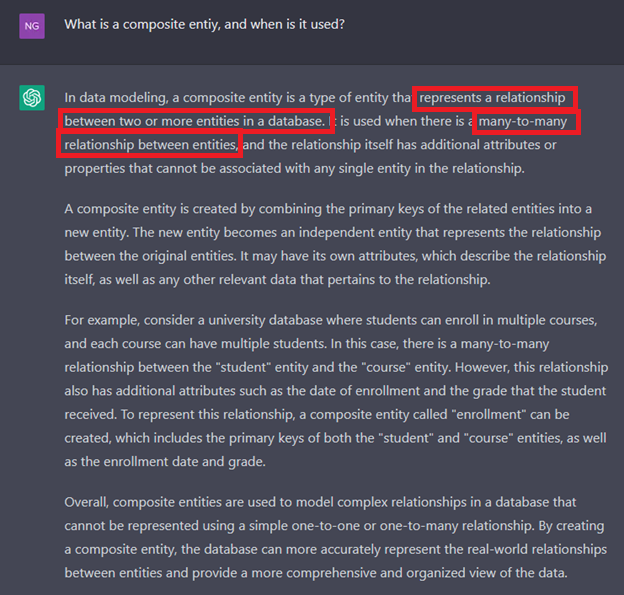 NG
What is a composite entiy, and when is it used?
In data modeling, a composite entity is a type of entity tha represents a relationship
between two or more entities in a database. t is used when there is a many-to-many
relationship between entities, and the relationship itself has additional attributes or
properties that cannot be associated with any single entity in the relationship.
A composite entity is created by combining the primary keys of the related entities into a
new entity. The new entity becomes an independent entity that represents the relationship
between the original entities. It may have its own attributes, which describe the relationship
itself, as well as any other relevant data that pertains to the relationship.
For example, consider a university database where students can enroll in multiple courses,
and each course can have multiple students. In this case, there is a many-to-many
relationship between the "student" entity and the "course" entity. However, this relationship
also has additional attributes such as the date of enrollment and the grade that the student
received. To represent this relationship, a composite entity called "enrollment" can be
created, which includes the primary keys of both the "student" and "course" entities, as well
as the enrollment date and grade.
Overall, composite entities are used to model complex relationships in a database that
cannot be represented using a simple one-to-one or one-to-many relationship. By creating
a composite entity, the database can more accurately represent the real-world relationships
between entities and provide a more comprehensive and organized view of the data.